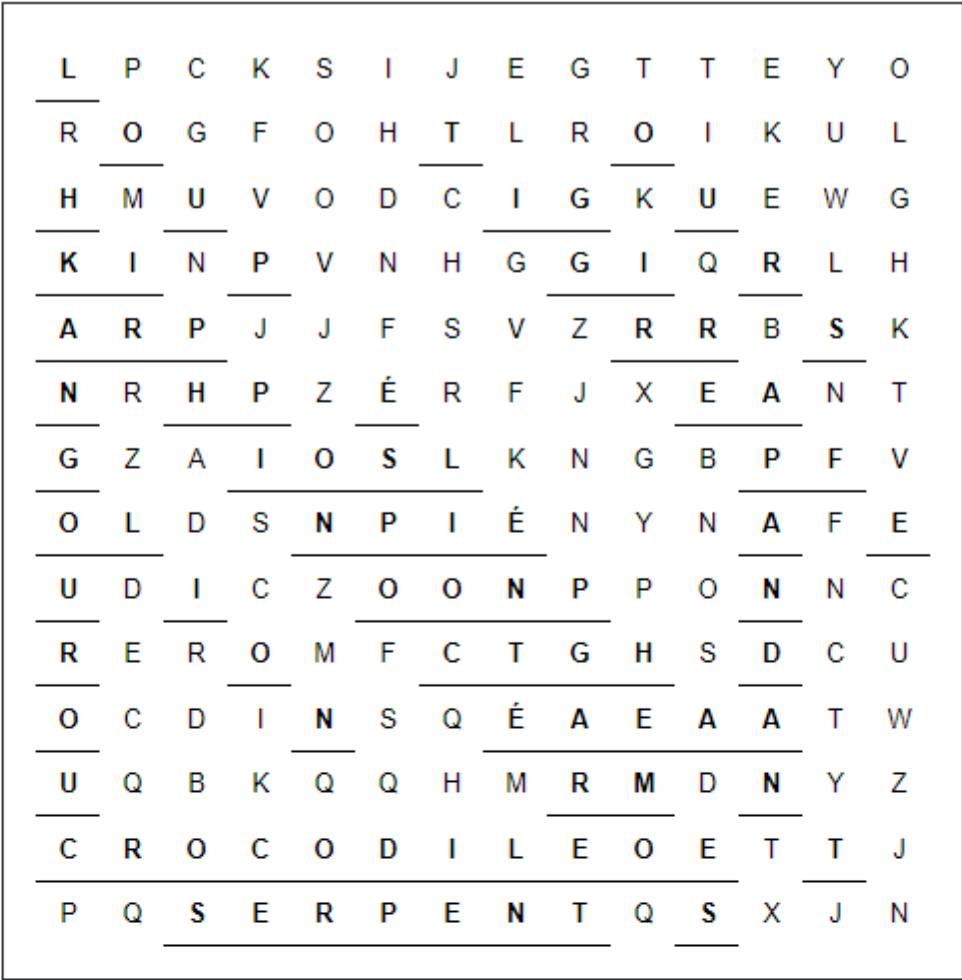 L P C K S I J E G T T E Y O
R O G F O H T L R O I K U L
H M U V O D C I G K U E W G
K I N P V N H G G I Q R L H
A R P J J F S V Z R R B S K
N R H P Z É R F J X E A N T
G Z A I O S L K N G B P F V
O L D S N P I É N Y N A F E
U D I C Z O O N P P O N N C
R E R O M F C T G H S D C U
O C D I N S Q É A E A A T W
U Q B K Q Q H M R M D N Y Z
C R O C O D I L E O E T T J
P Q S E R P E N T Q S X J N